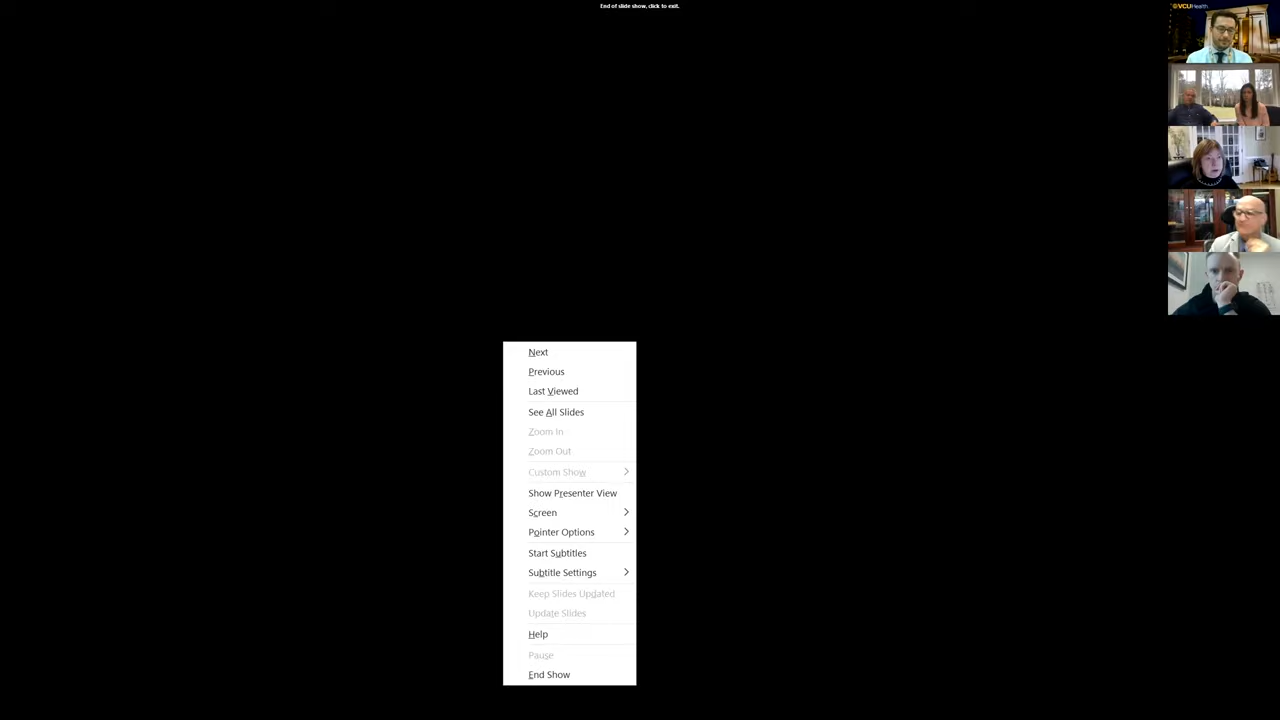 End of slide show, click to exit.
VCUHealth
Next
Previous
Last Viewed
See All Slides
Zoom In
Zoom Out
Custom Show
Show Presenter View
Screen
Pointer Options
Start Subtitles
Subtitle Settings
Keep Slides Updated
Update Slides
Help
Pause
End Show